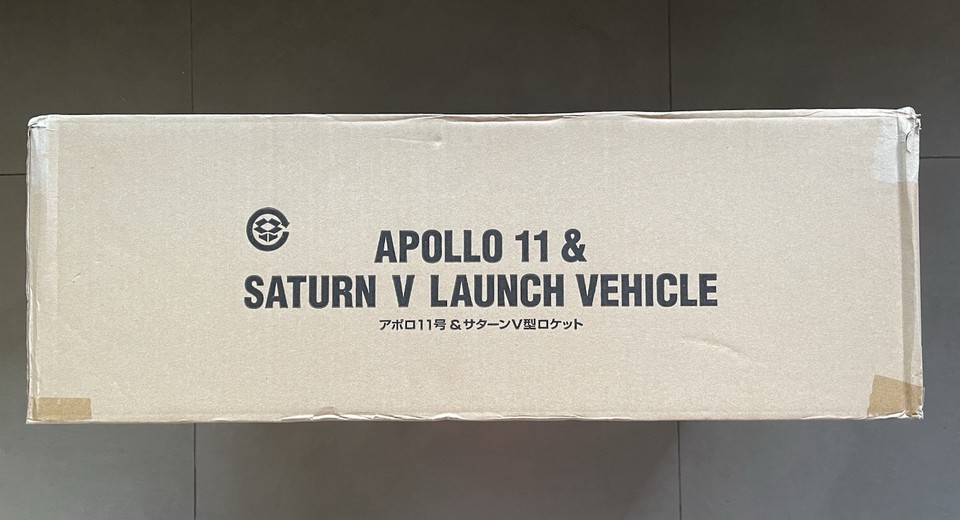 APOLLO 11 &
SATURN V LAUNCH VEHICLE
アポロ11号&サターンV型ロケット